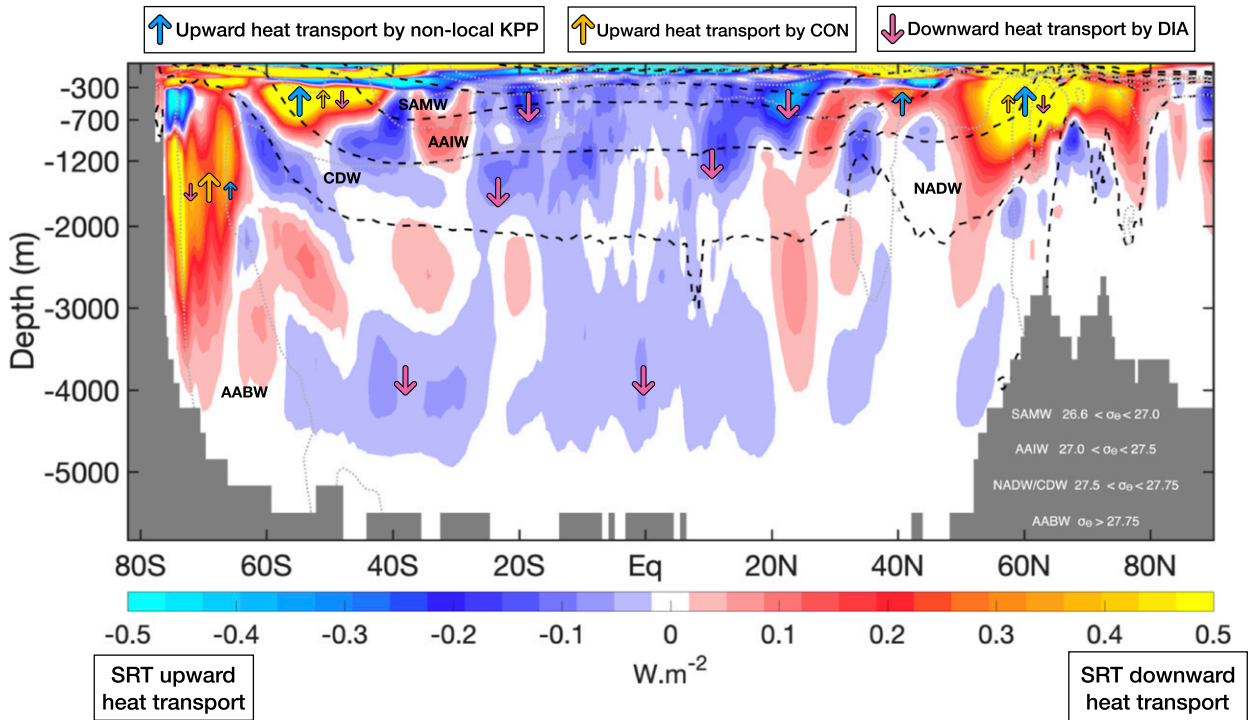 Upward heat transport by non-local KPP
Upward heat transport by CON
Downward heat transport by DIA
Depth (m)
-300
-700
-1200
-2000
-3000
-4000
-5000
SAMW
AAIW
CDW
NADW
AABW
SAMW 26.6 < σθ < 27.0
AAIW 27.0 < σθ < 27.5
NADW/CDW 27.5 < σθ < 27.75
AABW σθ > 27.75
80S 60S 40S 20S Eq 20N 40N 60N 80N
-0.5 -0.4 -0.3 -0.2 -0.1 0 0.1 0.2 0.3 0.4 0.5
W.m⁻²
SRT upward
heat transport
SRT downward
heat transport